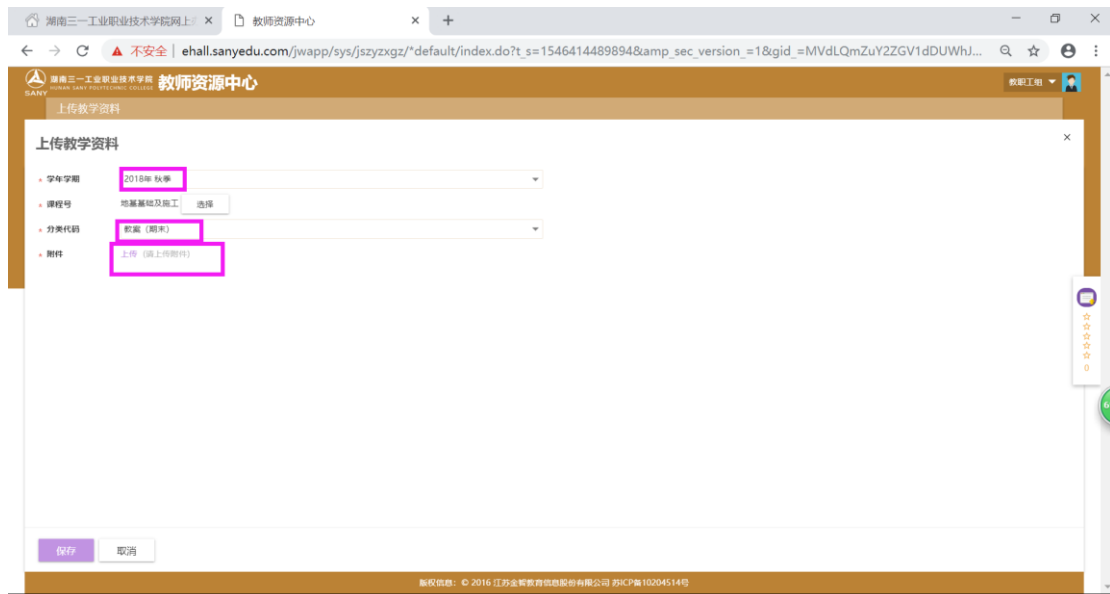 湖南三一工业职业技术学院网上
教师资源中心
不安全 | ehall.sanyedu.com/jwapp/sys/jszyzxgz/*default/index.do?t_s=1546414489894&amp_sec_version_=1&gid_=MVdLQmZuY2ZGV1dDUWhJ...
SANY 湖南三一工业职业技术学院 教师资源中心
HUNAN SANY POLYTECHNIC COLLEGE
教职工组
上传教学资料
上传教学资料
* 学年学期 2018年 秋季
* 课程号 地基基础及施工 选择
* 分类代码 教案（期末）
* 附件 上传（请上传附件）
0
保存 取消
版权信息：© 2016 江苏金智教育信息股份有限公司 苏ICP备10204514号